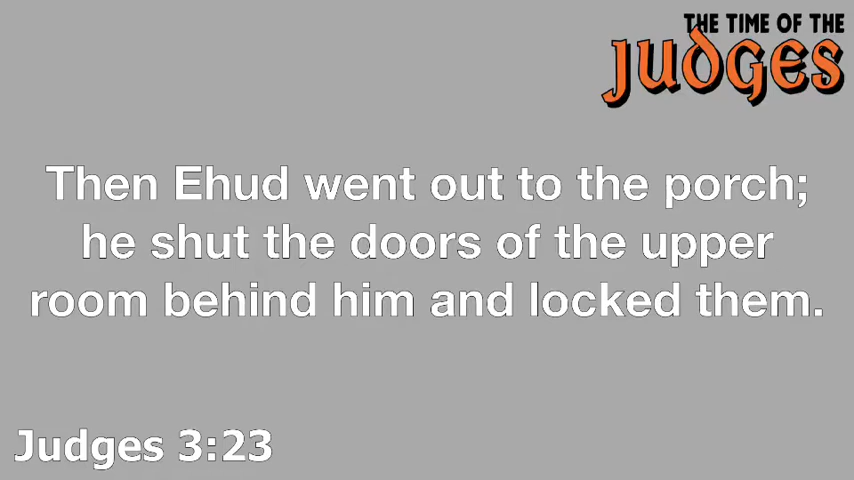 THE TIME OF THE
JUDGES
Then Ehud went out to the porch;
he shut the doors of the upper
room behind him and locked them.
Judges 3:23